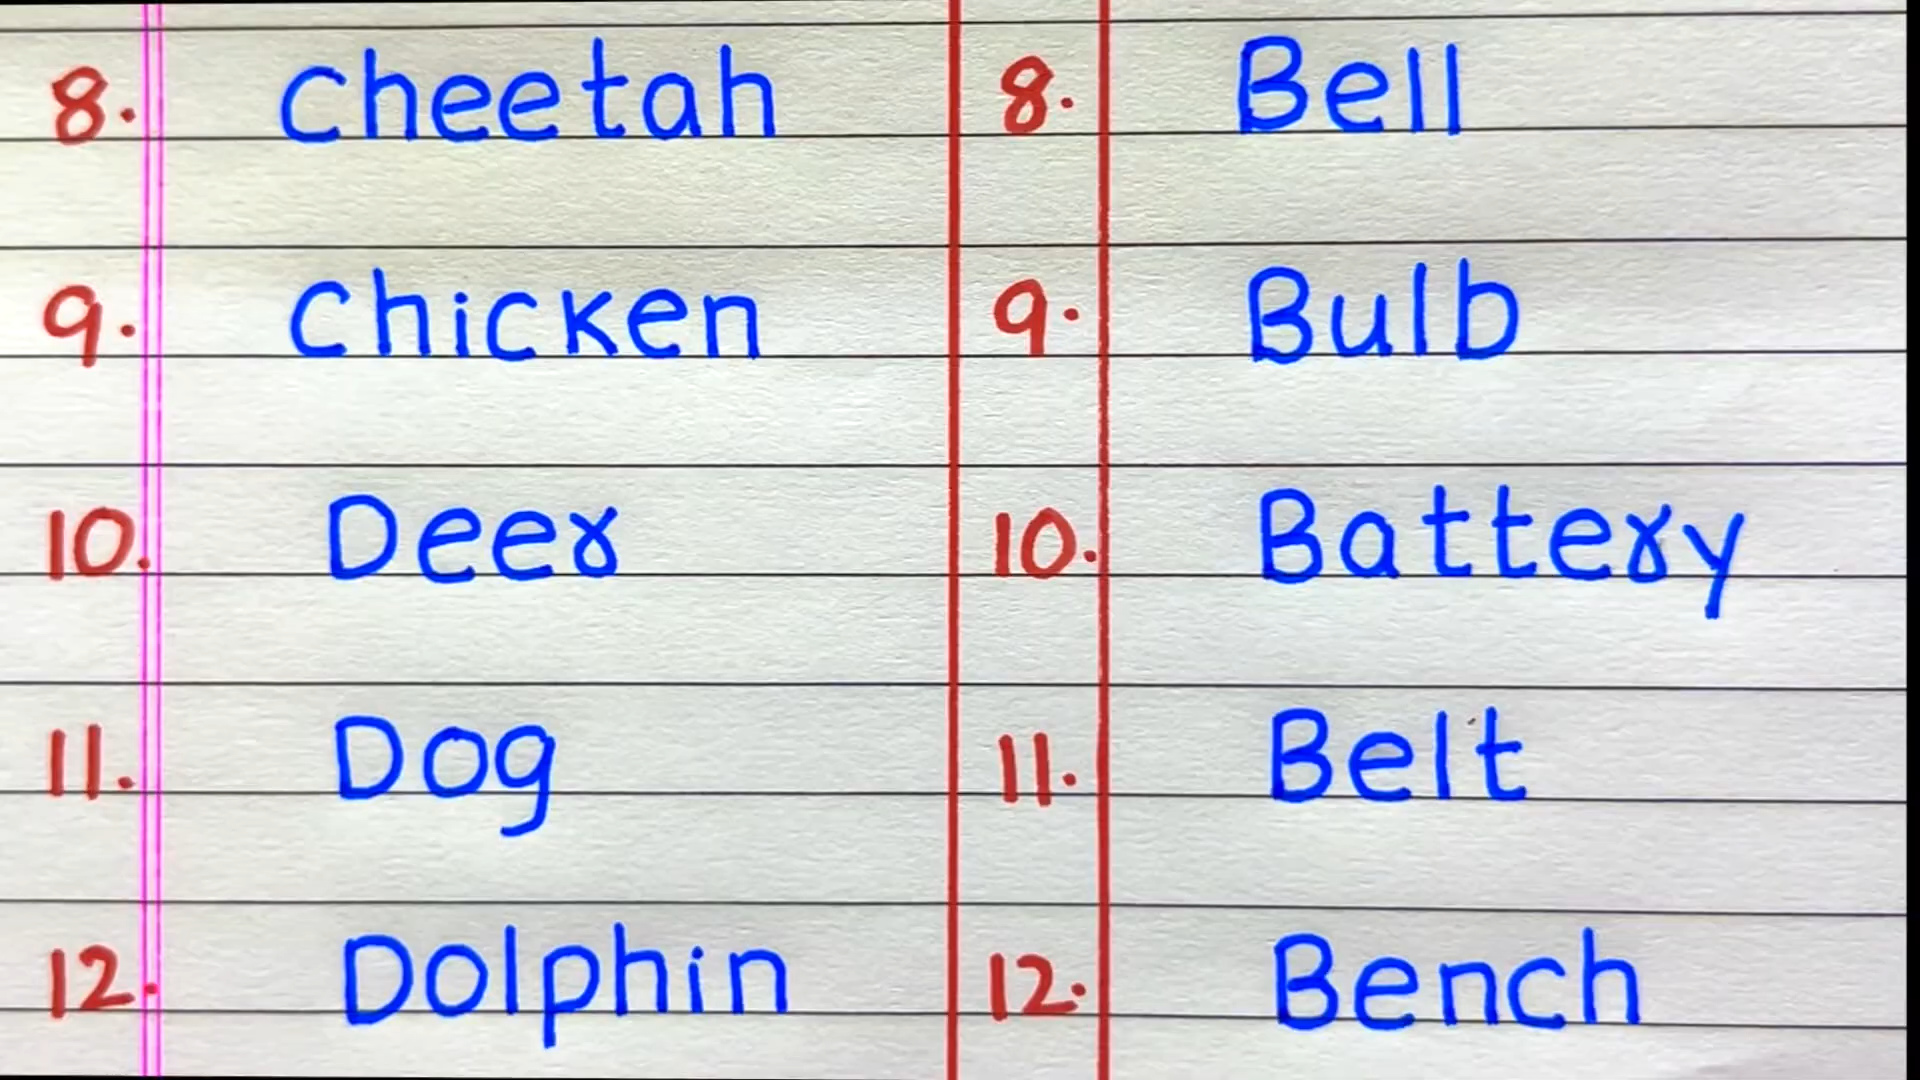 8. Cheetah 8. Bell
9. Chicken 9. Bulb
10. Deer 10. Battery
11. Dog 11. Belt
12. Dolphin 12. Bench